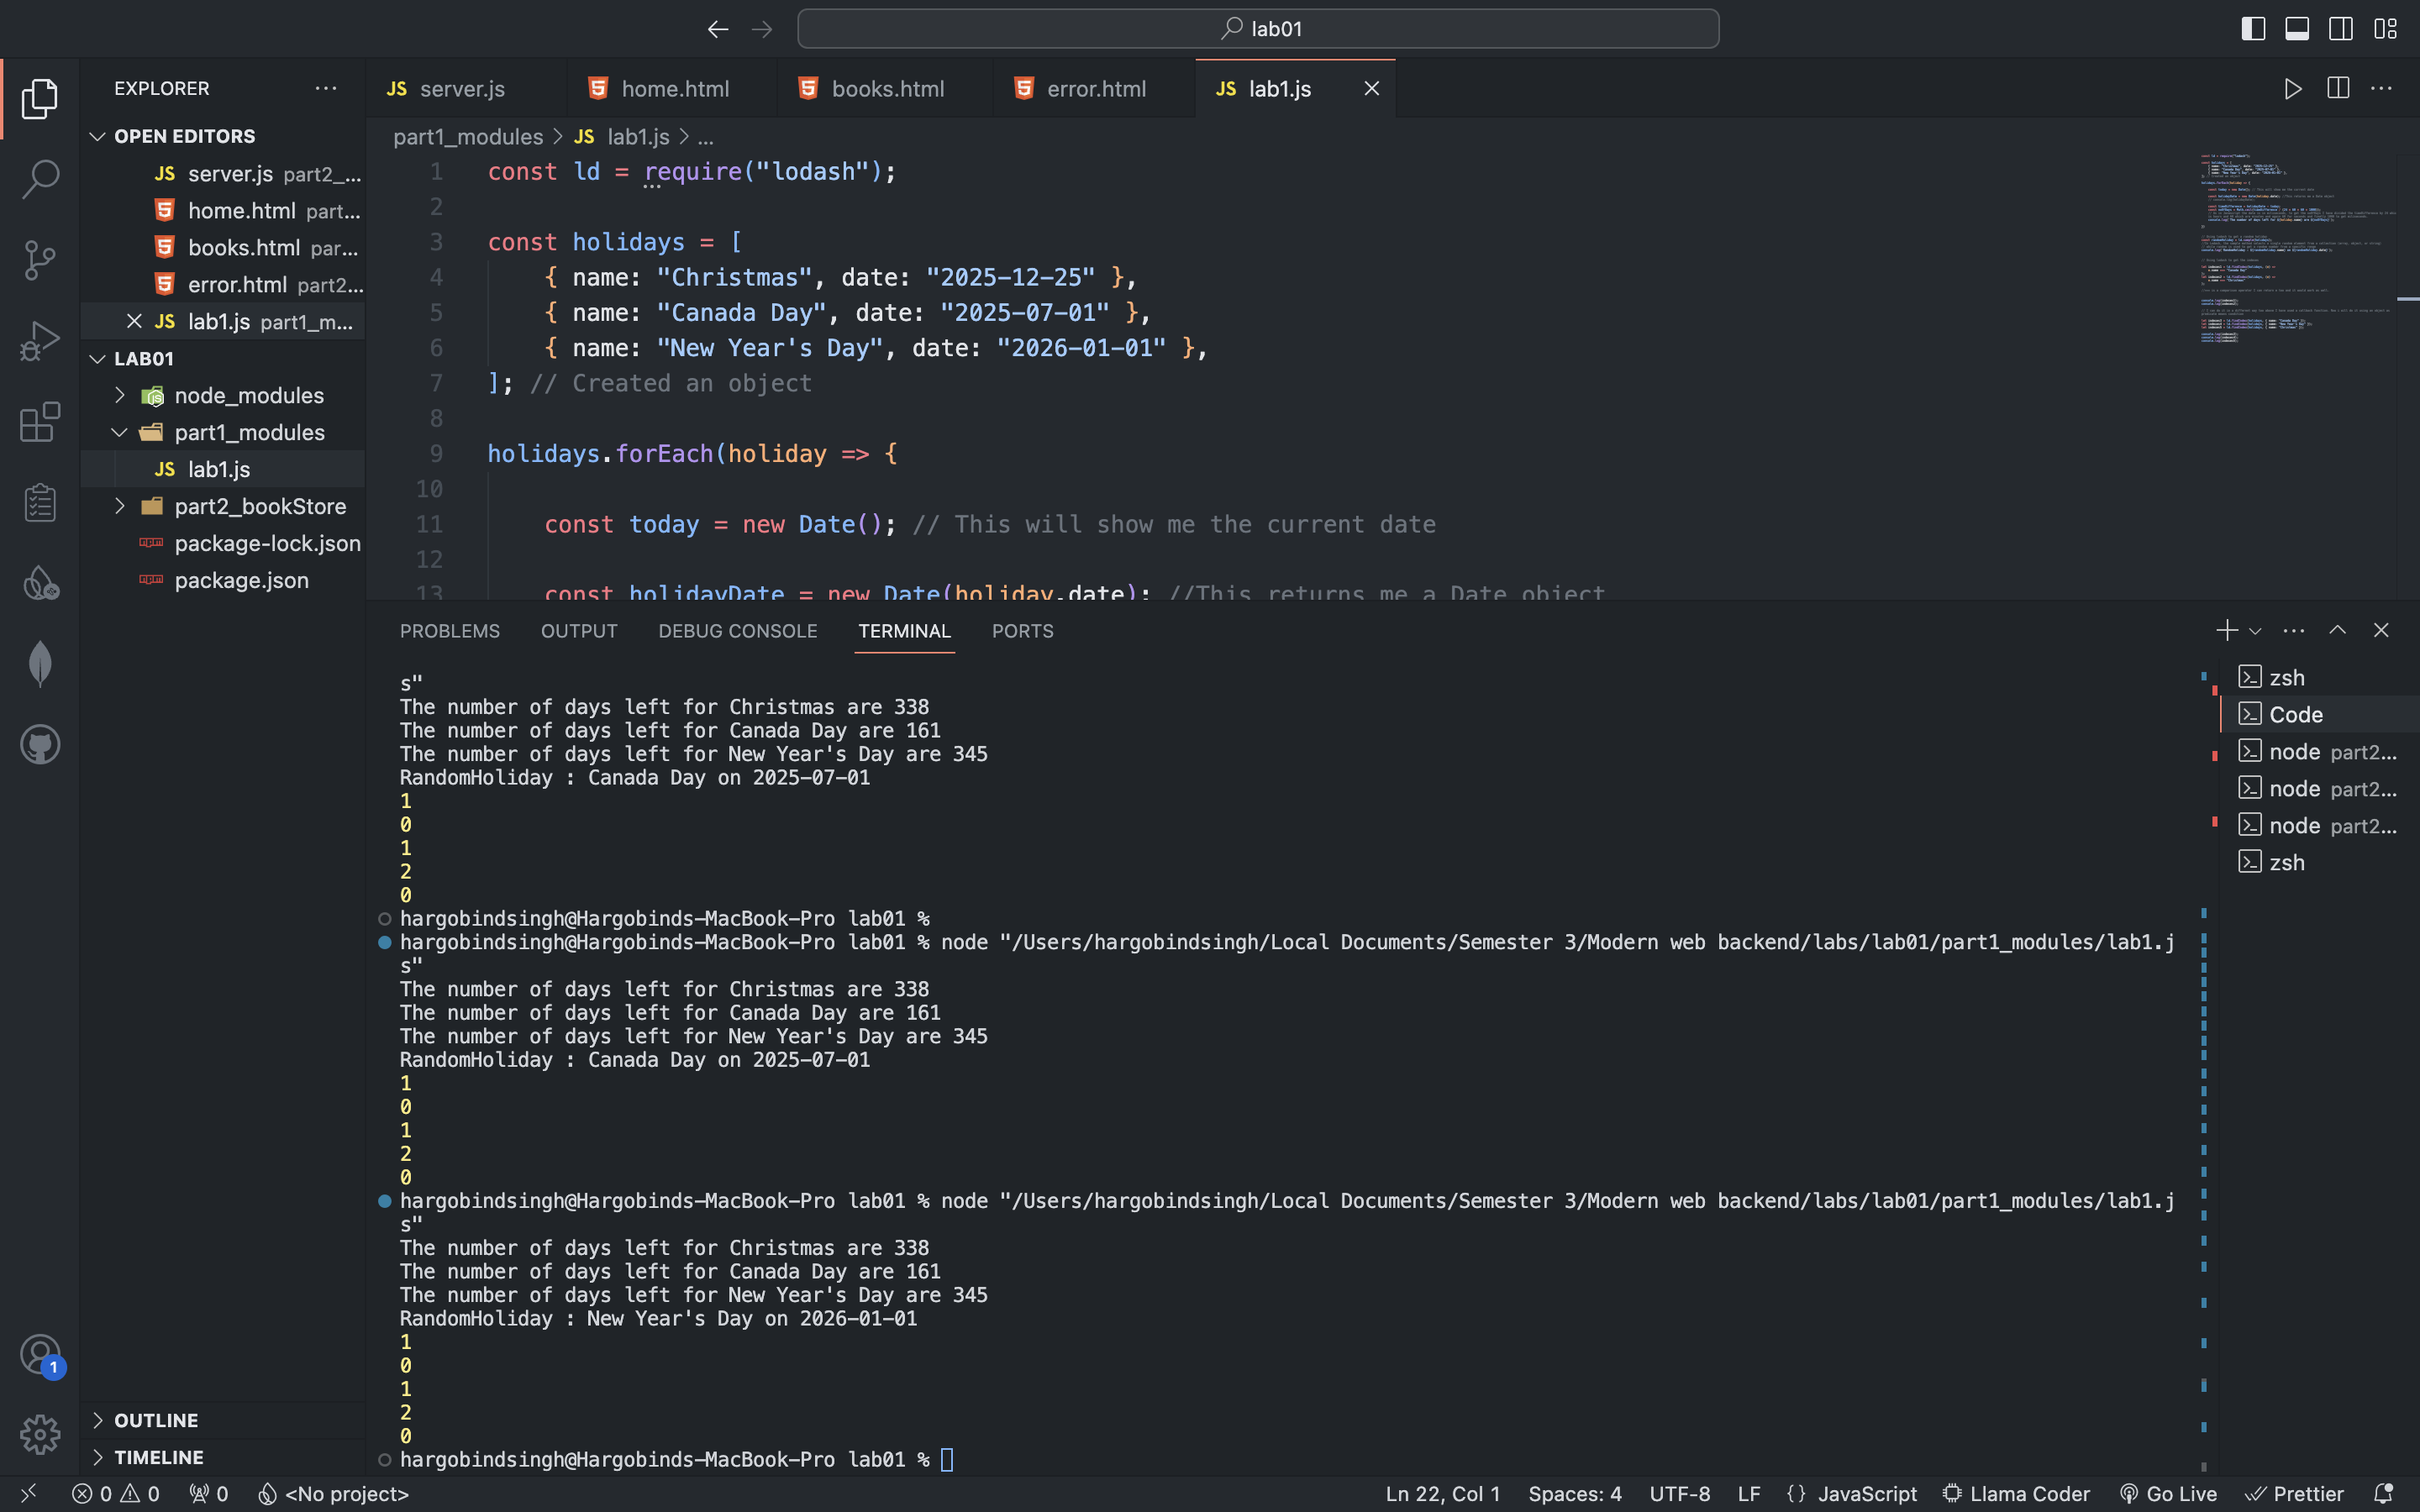 lab01
EXPLORER
OPEN EDITORS
JS server.js part2_...
home.html part...
books.html par...
error.html part2...
JS lab1.js part1_m...
LAB01
node_modules
part1_modules
JS lab1.js
part2_bookStore
package-lock.json
package.json
OUTLINE
TIMELINE
JS server.js
home.html
books.html
error.html
JS lab1.js
part1_modules > JS lab1.js > ...
1 const ld = require("lodash");
2
3 const holidays = [
4 { name: "Christmas", date: "2025-12-25" },
5 { name: "Canada Day", date: "2025-07-01" },
6 { name: "New Year's Day", date: "2026-01-01" },
7 ]; // Created an object
8
9 holidays.forEach(holiday => {
10
11 const today = new Date(); // This will show me the current date
12
13 const holidayDate = new Date(holiday.date); //This returns me a Date object
PROBLEMS OUTPUT DEBUG CONSOLE TERMINAL PORTS
s"
The number of days left for Christmas are 338
The number of days left for Canada Day are 161
The number of days left for New Year's Day are 345
RandomHoliday : Canada Day on 2025-07-01
1
0
1
2
0
hargobindsingh@Hargobinds-MacBook-Pro lab01 %
hargobindsingh@Hargobinds-MacBook-Pro lab01 % node "/Users/hargobindsingh/Local Documents/Semester 3/Modern web backend/labs/lab01/part1_modules/lab1.j
s"
The number of days left for Christmas are 338
The number of days left for Canada Day are 161
The number of days left for New Year's Day are 345
RandomHoliday : Canada Day on 2025-07-01
1
0
1
2
0
hargobindsingh@Hargobinds-MacBook-Pro lab01 % node "/Users/hargobindsingh/Local Documents/Semester 3/Modern web backend/labs/lab01/part1_modules/lab1.j
s"
The number of days left for Christmas are 338
The number of days left for Canada Day are 161
The number of days left for New Year's Day are 345
RandomHoliday : New Year's Day on 2026-01-01
1
0
1
2
0
hargobindsingh@Hargobinds-MacBook-Pro lab01 %
zsh
Code
node part2...
node part2...
node part2...
zsh
1
0 0 0 <No project> Ln 22, Col 1 Spaces: 4 UTF-8 LF {} JavaScript Llama Coder Go Live Prettier